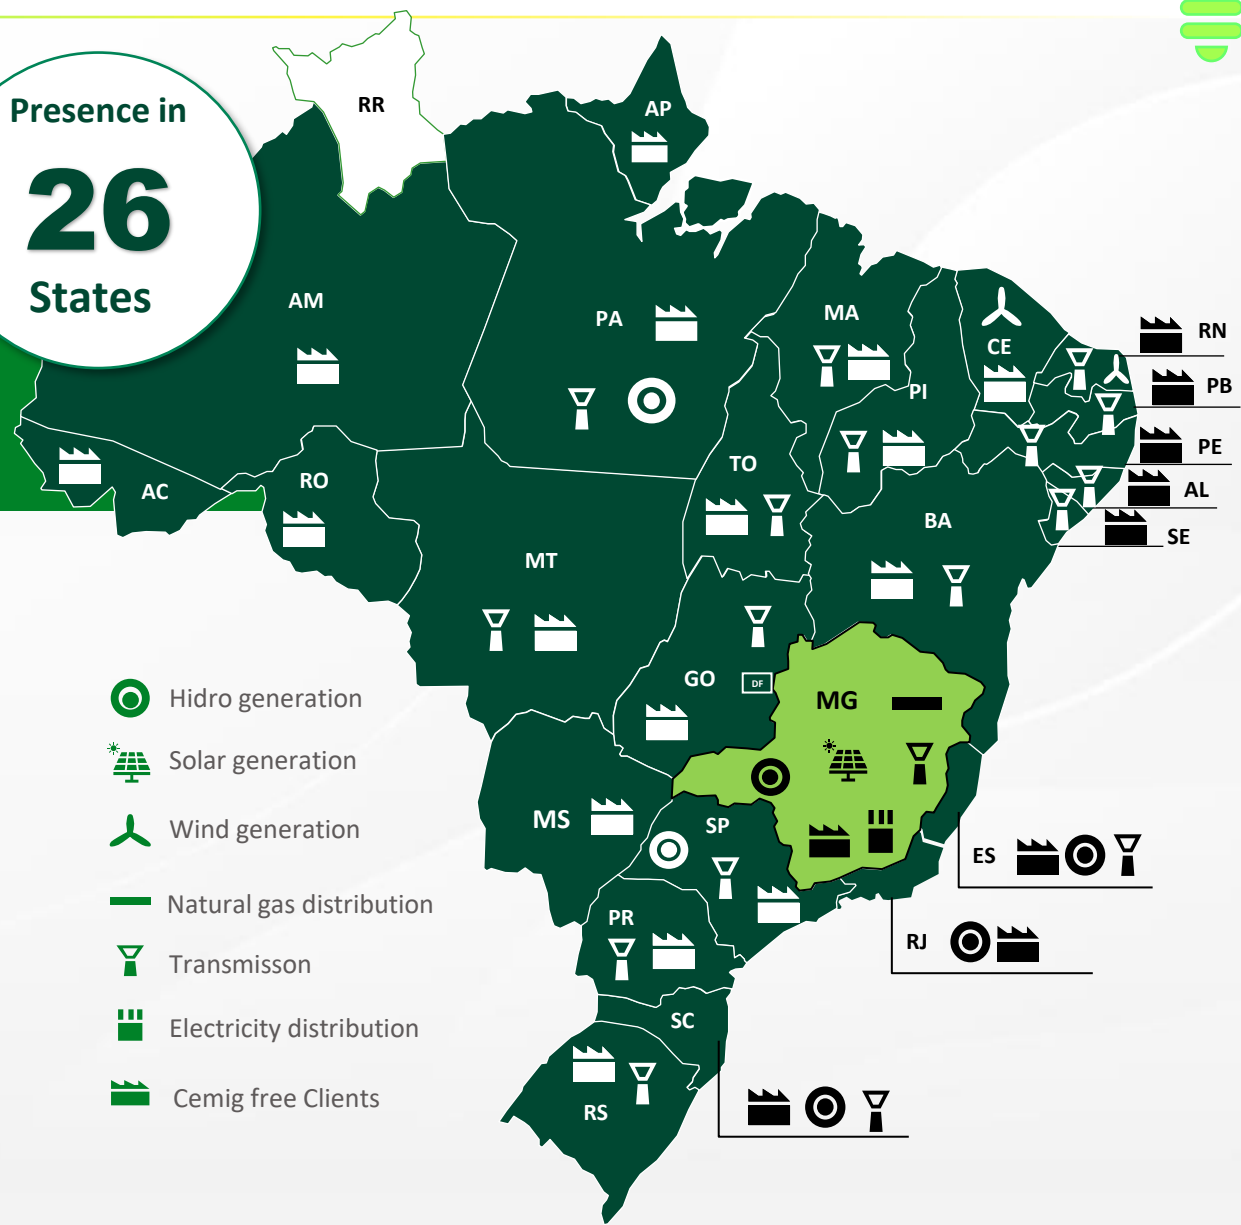 Presence in
26
States
RR
AP
AM
PA
MA
CE
PI
RN
PB
PE
AL
SE
AC
RO
TO
BA
MT
GO
DF
MG
MS
SP
ES
RJ
PR
SC
RS
Hidro generation
Solar generation
Wind generation
Natural gas distribution
Transmisson
Electricity distribution
Cemig free Clients